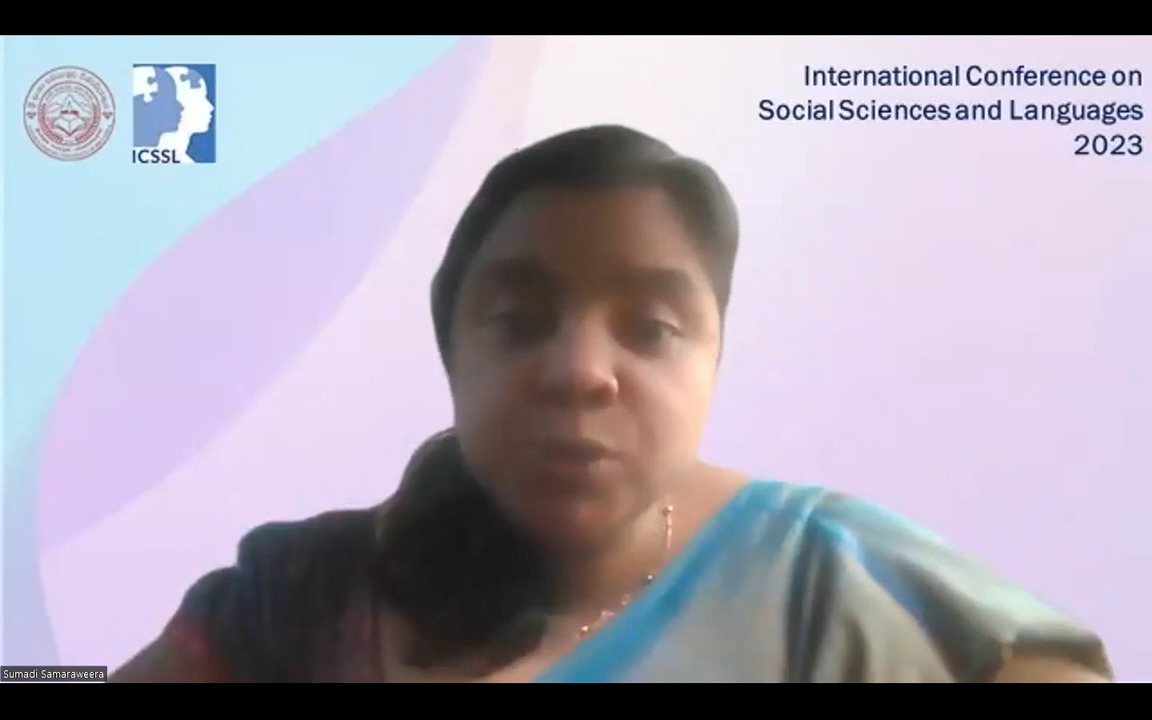 ICSSL
International Conference on
Social Sciences and Languages
2023
Sumadi Samaraweera